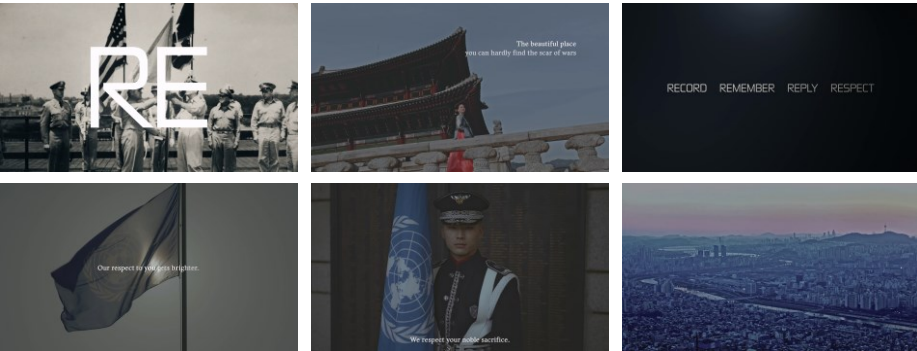 RE
The beautiful place
you can hardly find the scar of wars
RECORD REMEMBER REPLY RESPECT
Our respect to you gets brighter.
We respect your noble sacrifice.